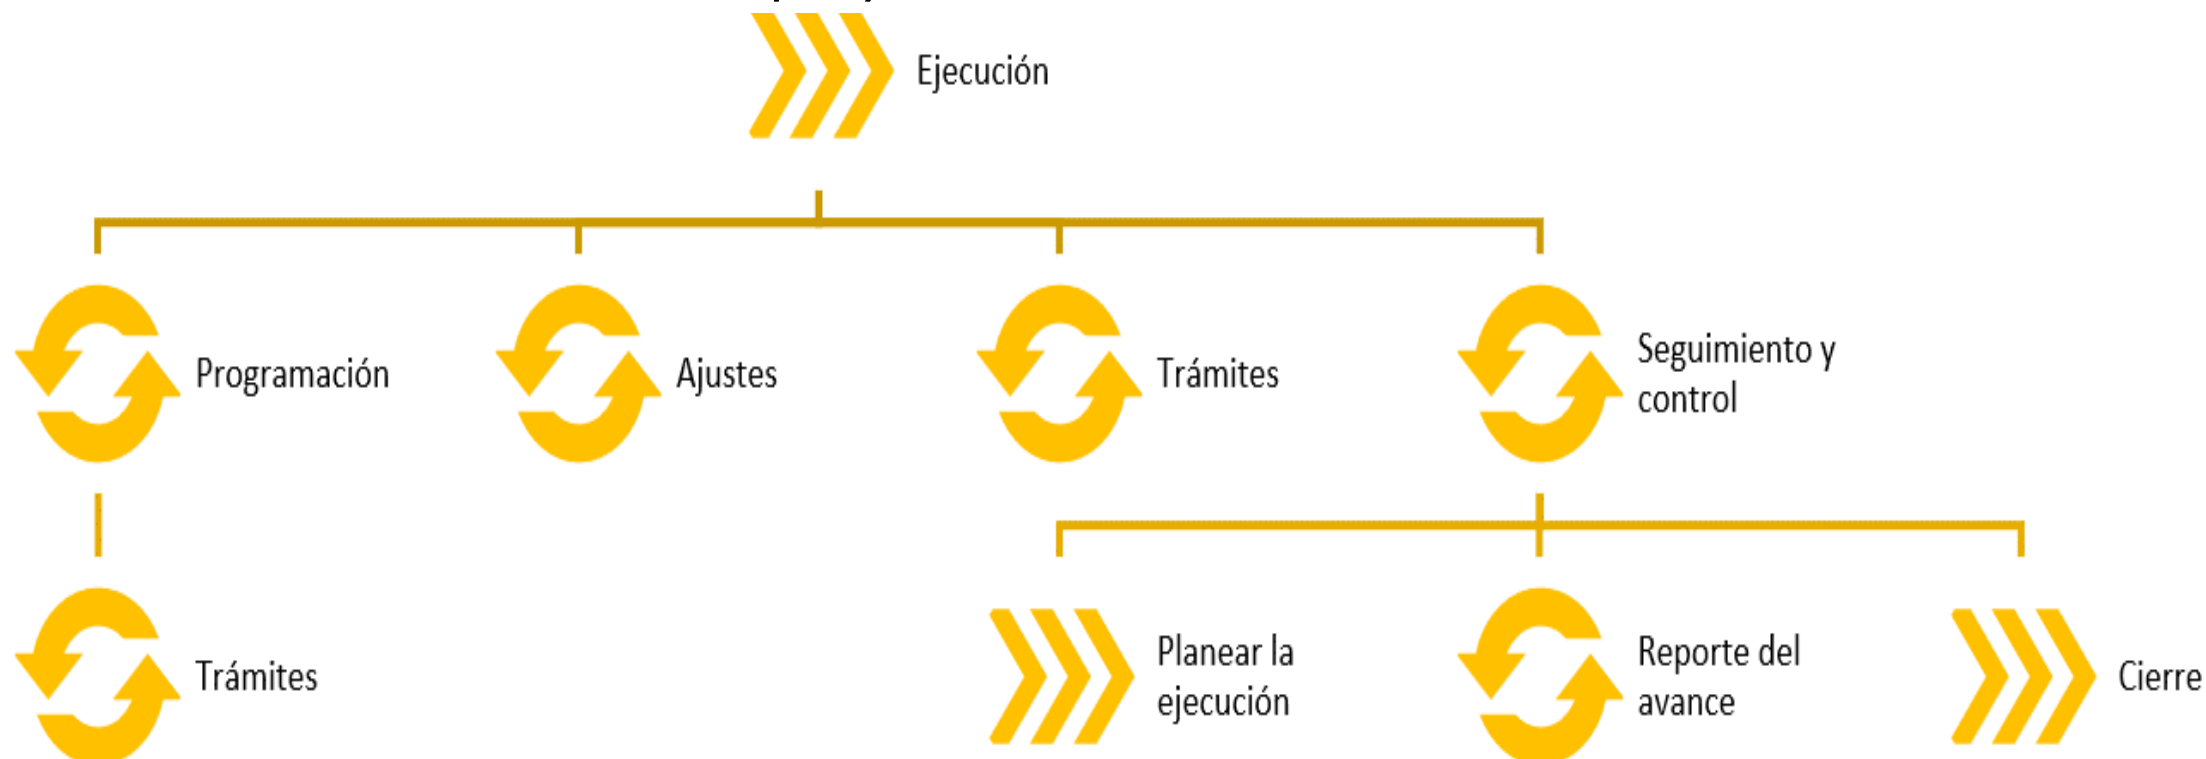 Ejecución
Programación
Ajustes
Trámites
Seguimiento y
control
Trámites
Planear la
ejecución
Reporte del
avance
Cierre